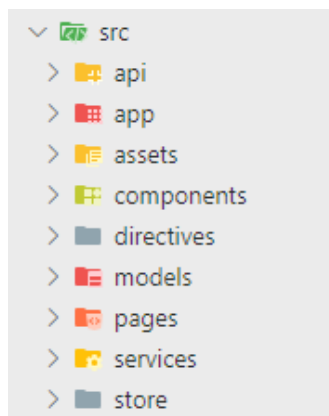 src
api
app
assets
components
directives
models
pages
services
store